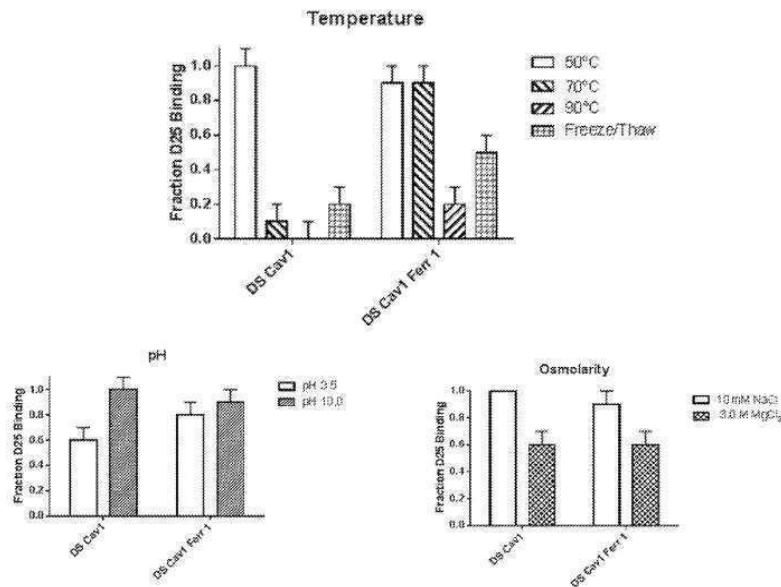 Temperature
Fraction D25 Binding
1.0
0.8
0.6
0.4
0.2
0.0
50°C
70°C
90°C
Freeze/Thaw
DS Cav1
DS Cav1 Ferr 1
pH
Fraction D25 Binding
1.0
0.8
0.6
0.4
0.2
0.0
pH 3.5
pH 10.0
DS Cav1
DS Cav1 Ferr 1
Osmolarity
Fraction D25 Binding
1.0
0.8
0.6
0.4
0.2
0.0
10 mM NaCl
3.0 M MgCl₂
DS Cav1
DS Cav1 Ferr 1